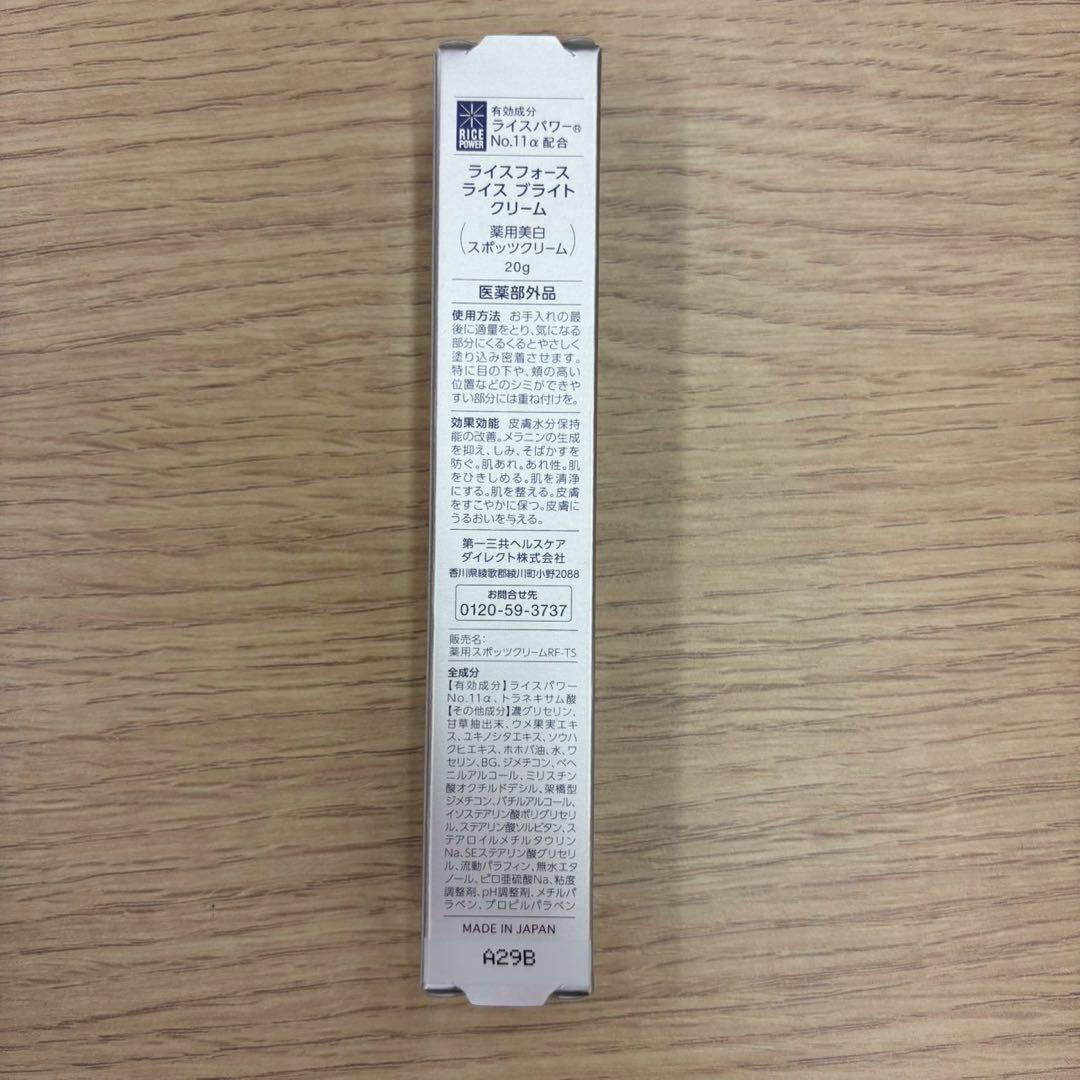 RICE
POWER
有効成分
ライスパワー®
No.11α 配合
ライスフォース
ライス ブライト
クリーム
(薬用美白
スポッツクリーム)
20g
医薬部外品
使用方法 お手入れの最
後に適量をとり、気になる
部分にくるくるとやさしく
塗り込み密着させます。
特に目の下や、頬の高い
位置などのシミができや
すい部分には重ね付けを。
効果効能 皮膚水分保持
能の改善。メラニンの生成
を抑え、しみ、そばかすを
防ぐ。肌あれ。あれ性。肌
をひきしめる。肌を清浄
にする。肌を整える。皮膚
をすこやかに保つ。皮膚に
うるおいを与える。
第一三共ヘルスケア
ダイレクト株式会社
香川県綾歌郡綾川町小野2088
お問合せ先
0120-59-3737
販売名:
薬用スポッツクリームRF-TS
全成分
【有効成分】ライスパワー
No.11α、トラネキサム酸
【その他成分】濃グリセリン、
甘草抽出末、ウメ果実エキ
ス、ユキノシタエキス、ソウハ
クヒエキス、ホホバ油、水、ワ
セリン、BG、ジメチコン、ベヘ
ニルアルコール、ミリスチン
酸オクチルドデシル、架橋型
ジメチコン、バチルアルコール、
イソステアリン酸ポリグリセリ
ル、ステアリン酸ソルビタン、ス
テアロイルメチルタウリン
Na、SEステアリン酸グリセリ
ル、流動パラフィン、無水エタ
ノール、ピロ亜硫酸Na、粘度
調整剤、pH調整剤、メチルパ
ラベン、プロピルパラベン
MADE IN JAPAN
A29B